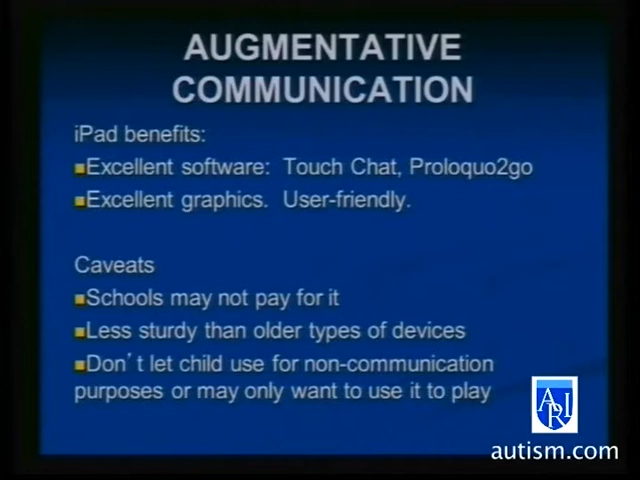 AUGMENTATIVE
COMMUNICATION
iPad benefits:
Excellent software: Touch Chat, Proloquo2go
Excellent graphics. User-friendly.
Caveats
Schools may not pay for it
Less sturdy than older types of devices
Don't let child use for non-communication
purposes or may only want to use it to play
ARI
autism.com